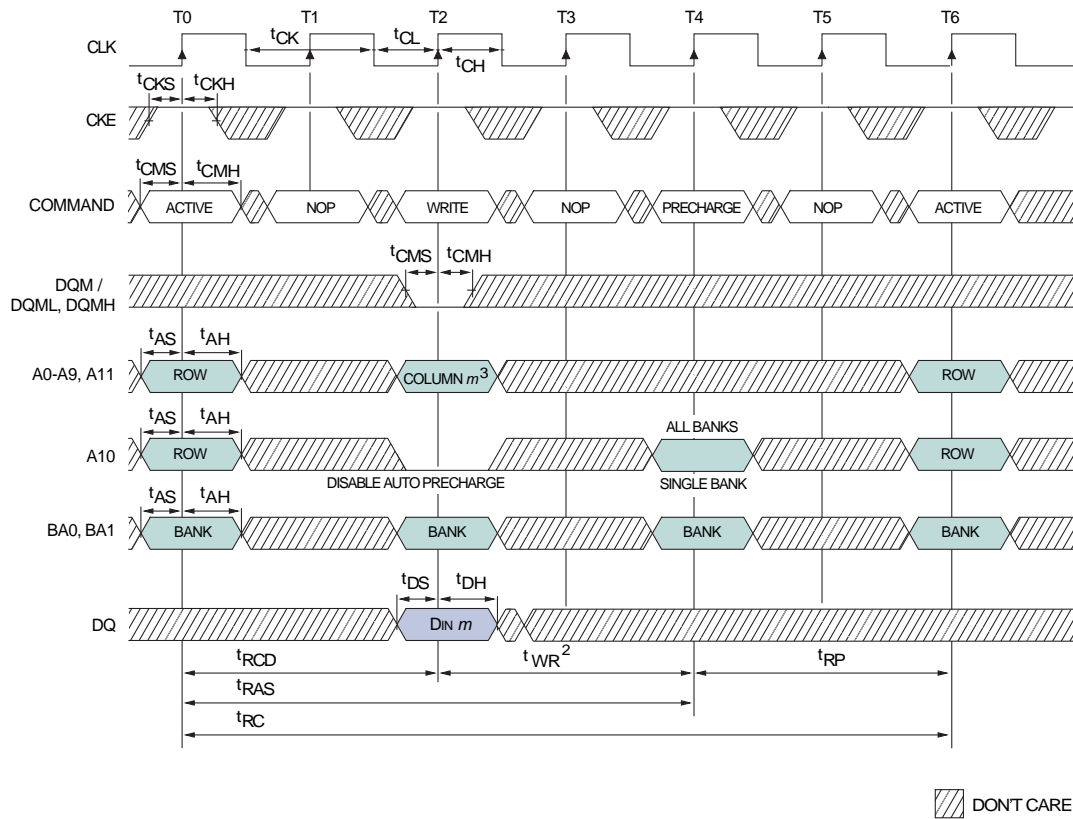 T0 T1 T2 T3 T4 T5 T6
tCK tCL
CLK
tCH
tCKS tCKH
CKE
tCMS tCMH
COMMAND ACTIVE NOP WRITE NOP PRECHARGE NOP ACTIVE
tCMS tCMH
DQM /
DQML, DQMH
tAS tAH
A0-A9, A11 ROW COLUMN m3 ROW
tAS tAH ALL BANKS
A10 ROW ROW
DISABLE AUTO PRECHARGE SINGLE BANK
tAS tAH
BA0, BA1 BANK BANK BANK BANK
tDS tDH
DQ DIN m
tRCD tWR2 tRP
tRAS
tRC
DON'T CARE